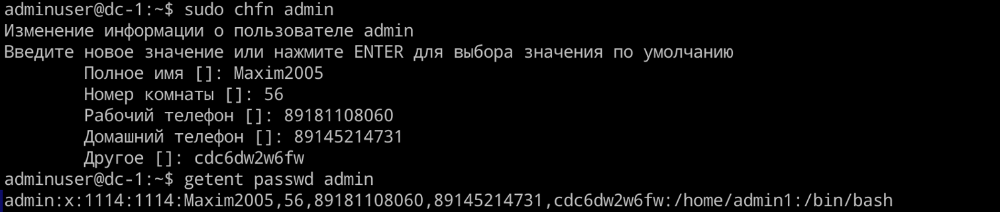 adminuser@dc-1:~$ sudo chfn admin
Изменение информации о пользователе admin
Введите новое значение или нажмите ENTER для выбора значения по умолчанию
Полное имя []: Maxim2005
Номер комнаты []: 56
Рабочий телефон []: 89181108060
Домашний телефон []: 89145214731
Другое []: cdc6dw2w6fw
adminuser@dc-1:~$ getent passwd admin
admin:x:1114:1114:Maxim2005,56,89181108060,89145214731,cdc6dw2w6fw:/home/admin1:/bin/bash